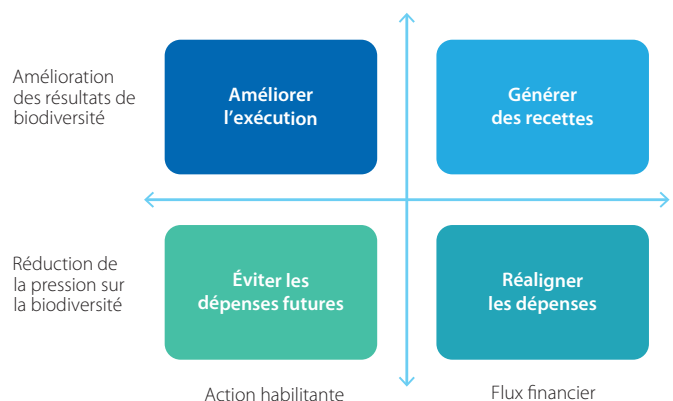 Amélioration
des résultats de
biodiversité
Améliorer
l'exécution
Générer
des recettes
Réduction de
la pression sur
la biodiversité
Éviter les
dépenses futures
Réaligner
les dépenses
Action habilitante
Flux financier